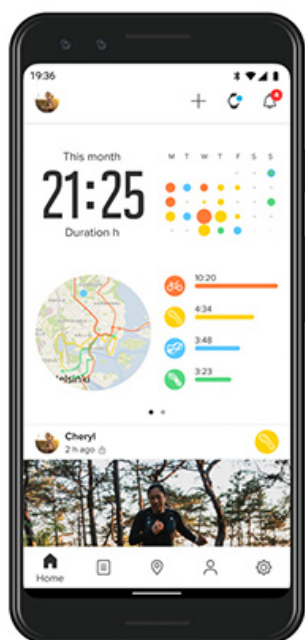 19:36
4
This month
21:25
Duration h
M T W T F S S
10:20
4:34
3:48
3:23
Helsinki
Cheryl
2 h ago
Home